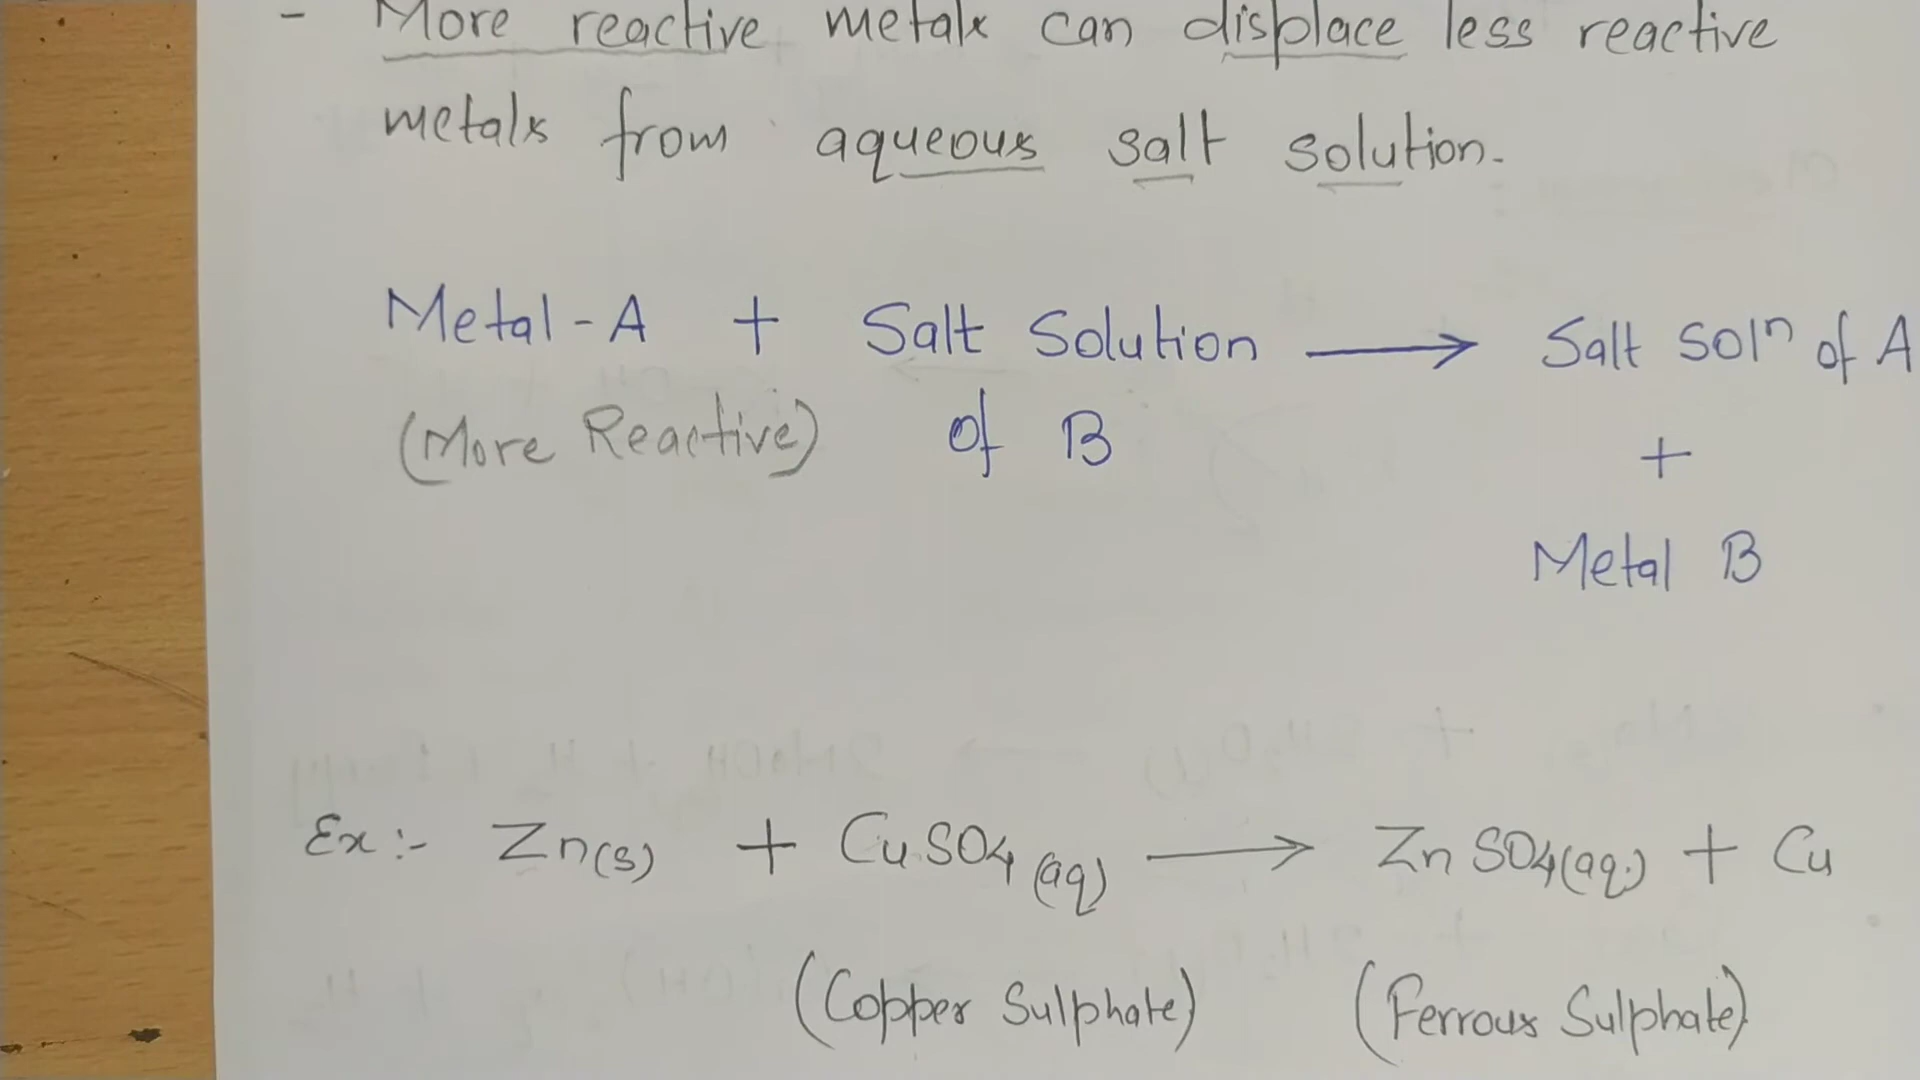 - More reactive metals can displace less reactive
metals from aqueous salt solution.
Metal-A + Salt Solution ⟶ Salt Solⁿ of A
(More Reactive) of B +
Metal B
Ex:- Zn(s) + CuSO4 (aq) ⟶ ZnSO4(aq.) + Cu
(Copper Sulphate) (Ferrous Sulphate)